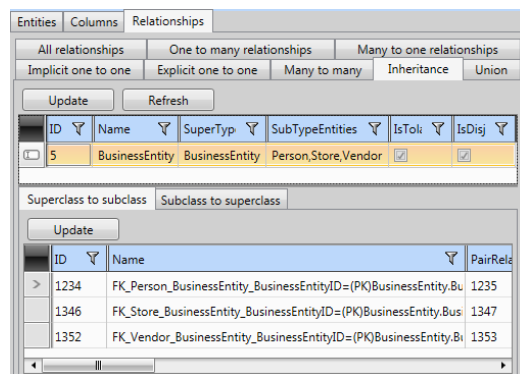 Entities Columns Relationships
All relationships One to many relationships Many to one relationships
Implicit one to one Explicit one to one Many to many Inheritance Union
Update Refresh
ID Name SuperTyp SubTypeEntities IsTola IsDisj
5 BusinessEntity BusinessEntity Person,Store,Vendor
Superclass to subclass Subclass to superclass
Update
ID Name PairRela
1234 FK_Person_BusinessEntity_BusinessEntityID=(PK)BusinessEntity.Bu 1235
1346 FK_Store_BusinessEntity_BusinessEntityID=(PK)BusinessEntity.Busi 1347
1352 FK_Vendor_BusinessEntity_BusinessEntityID=(PK)BusinessEntity.Bu 1353